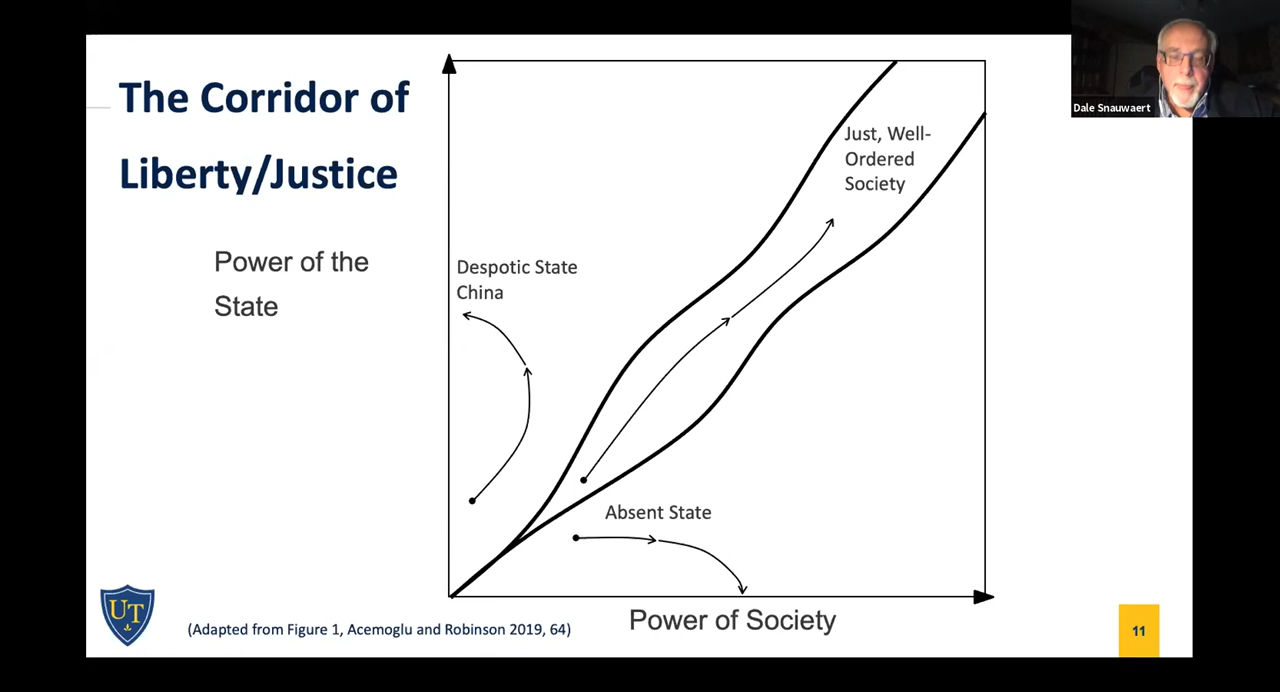 The Corridor of
Liberty/Justice
Power of the
State
Despotic State
China
Just, Well-
Ordered
Society
Absent State
Power of Society
(Adapted from Figure 1, Acemoglu and Robinson 2019, 64)
UT
11
Dale Snauwaert